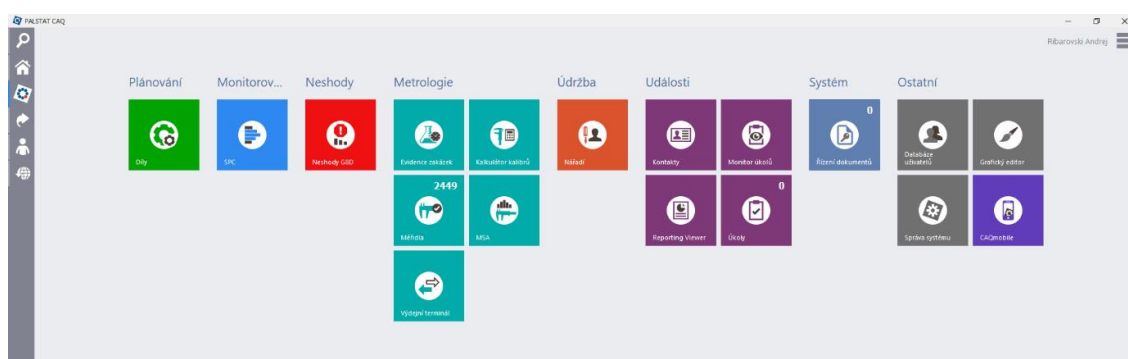 PALSTAT CAQ
Ribarovski Andrej
Plánování
Monitorov...
Neshody
Metrologie
Údržba
Události
Systém
Ostatní
Díly
SPC
Neshody G8D
Evidence zakázek
Kalkulátor kalibrů
Nářadí
Kontakty
Monitor úkolů
0
Řízení dokumentů
Databáze
uživatelů
Grafický editor
2449
Měřidla
MSA
Reporting Viewer
0
Úkoly
Správa systému
CAQmobile
Výdejní terminál